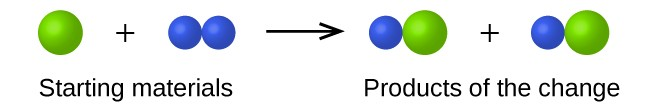 + +
Starting materials Products of the change